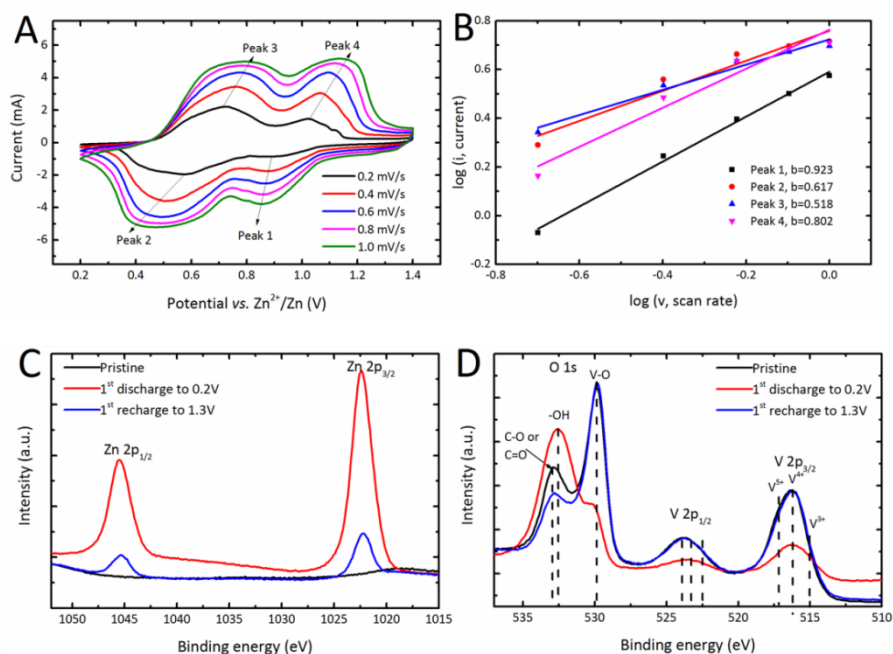 A
Peak 3
Peak 4
Peak 2
Peak 1
0.2 mV/s
0.4 mV/s
0.6 mV/s
0.8 mV/s
1.0 mV/s
6
4
2
0
-2
-4
-6
0.2 0.4 0.6 0.8 1.0 1.2 1.4
Current (mA)
Potential vs. Zn²⁺/Zn (V)
B
0.8
0.6
0.4
0.2
0.0
-0.2
-0.8 -0.6 -0.4 -0.2 0.0
log (i, current)
log (v, scan rate)
Peak 1, b=0.923
Peak 2, b=0.617
Peak 3, b=0.518
Peak 4, b=0.802
C
Pristine
1st discharge to 0.2V
1st recharge to 1.3V
Zn 2p3/2
Zn 2p1/2
Intensity (a.u.)
1050 1045 1040 1035 1030 1025 1020 1015
Binding energy (eV)
D
Pristine
1st discharge to 0.2V
1st recharge to 1.3V
O 1s
V-O
-OH
C-O or
C=O
V 2p1/2
V 2p3/2
V5+
V4+
V3+
Intensity (a.u.)
535 530 525 520 515 510
Binding energy (eV)